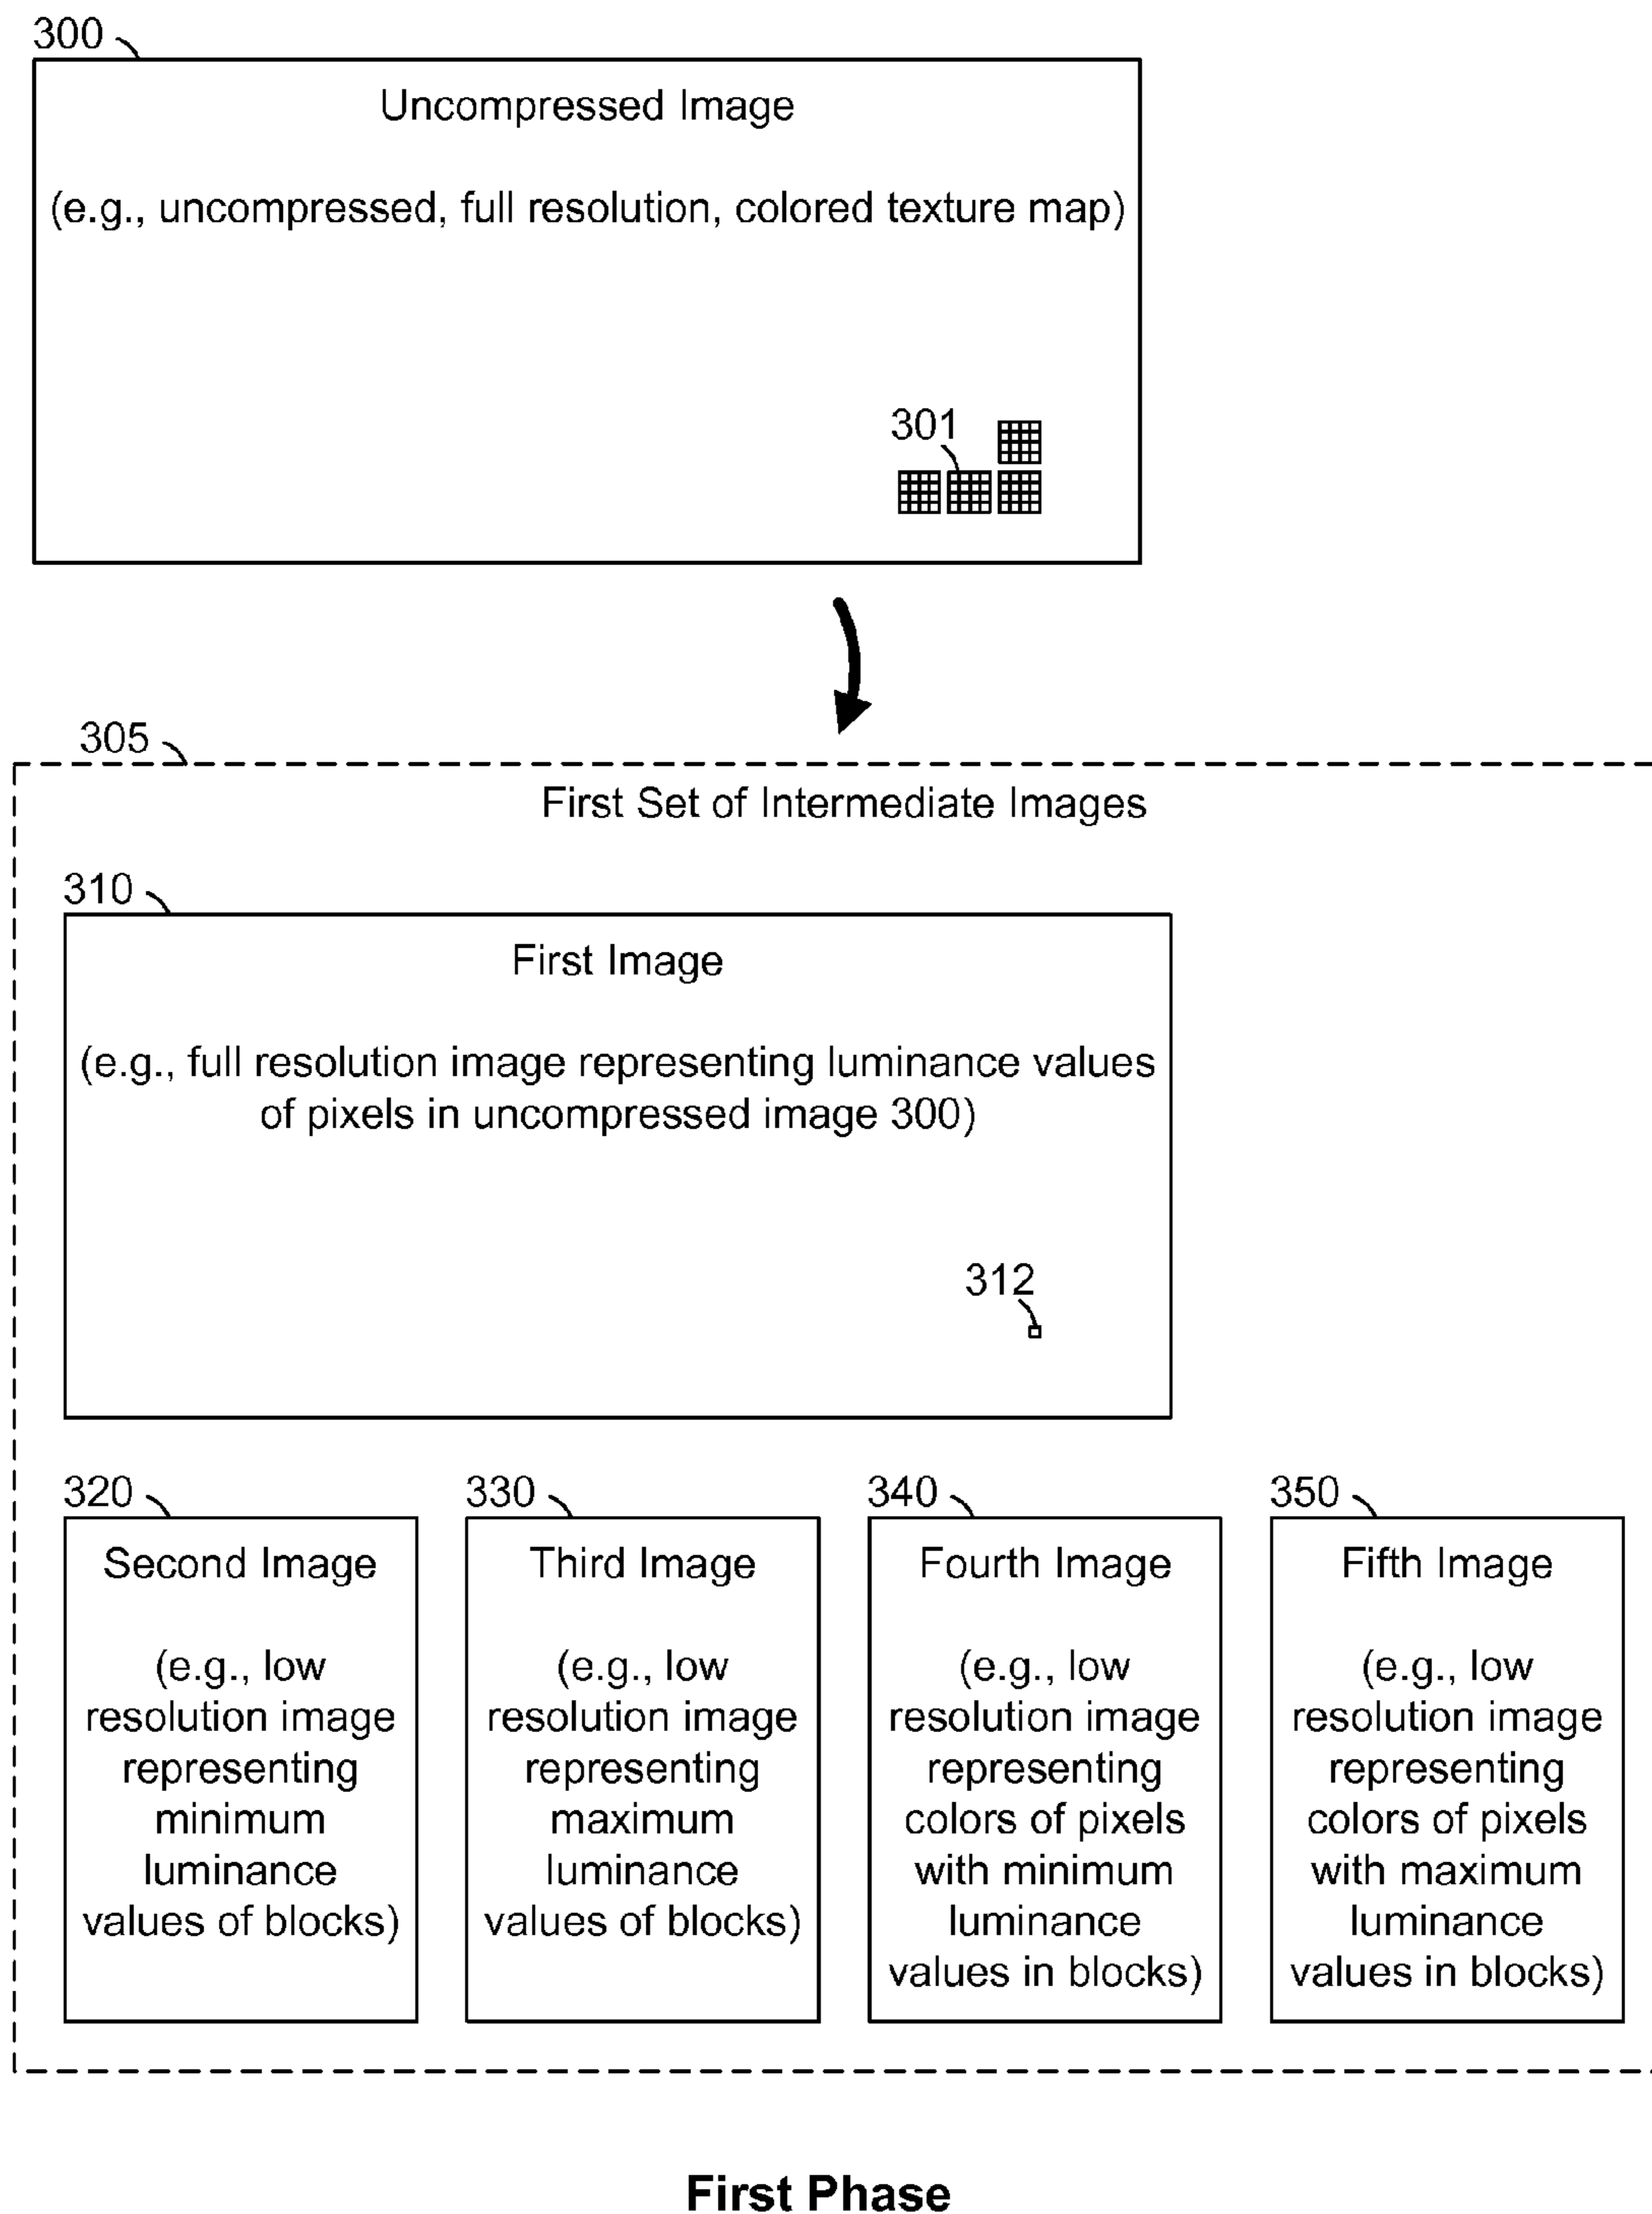 300
Uncompressed Image
(e.g., uncompressed, full resolution, colored texture map)
301
305
First Set of Intermediate Images
310
First Image
(e.g., full resolution image representing luminance values
of pixels in uncompressed image 300)
312
320
Second Image
(e.g., low
resolution image
representing
minimum
luminance
values of blocks)
330
Third Image
(e.g., low
resolution image
representing
maximum
luminance
values of blocks)
340
Fourth Image
(e.g., low
resolution image
representing
colors of pixels
with minimum
luminance
values in blocks)
350
Fifth Image
(e.g., low
resolution image
representing
colors of pixels
with maximum
luminance
values in blocks)
First Phase